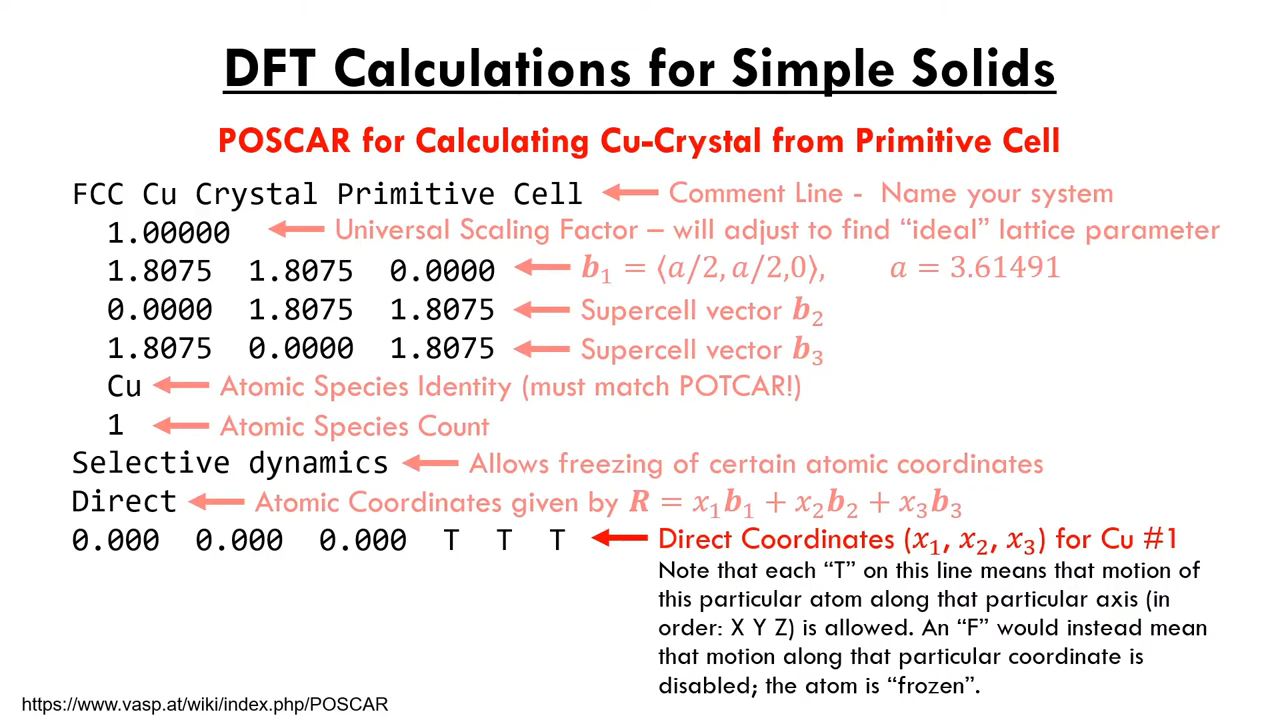 DFT Calculations for Simple Solids
POSCAR for Calculating Cu-Crystal from Primitive Cell
FCC Cu Crystal Primitive Cell Comment Line - Name your system
1.00000 Universal Scaling Factor – will adjust to find “ideal” lattice parameter
1.8075 1.8075 0.0000 b₁ = ⟨a/2, a/2,0⟩, a = 3.61491
0.0000 1.8075 1.8075 Supercell vector b₂
1.8075 0.0000 1.8075 Supercell vector b₃
Cu Atomic Species Identity (must match POTCAR!)
1 Atomic Species Count
Selective dynamics Allows freezing of certain atomic coordinates
Direct Atomic Coordinates given by R = x₁b₁ + x₂b₂ + x₃b₃
0.000 0.000 0.000 T T T Direct Coordinates (x₁, x₂, x₃) for Cu #1
Note that each “T” on this line means that motion of
this particular atom along that particular axis (in
order: X Y Z) is allowed. An “F” would instead mean
that motion along that particular coordinate is
disabled; the atom is “frozen”.
https://www.vasp.at/wiki/index.php/POSCAR